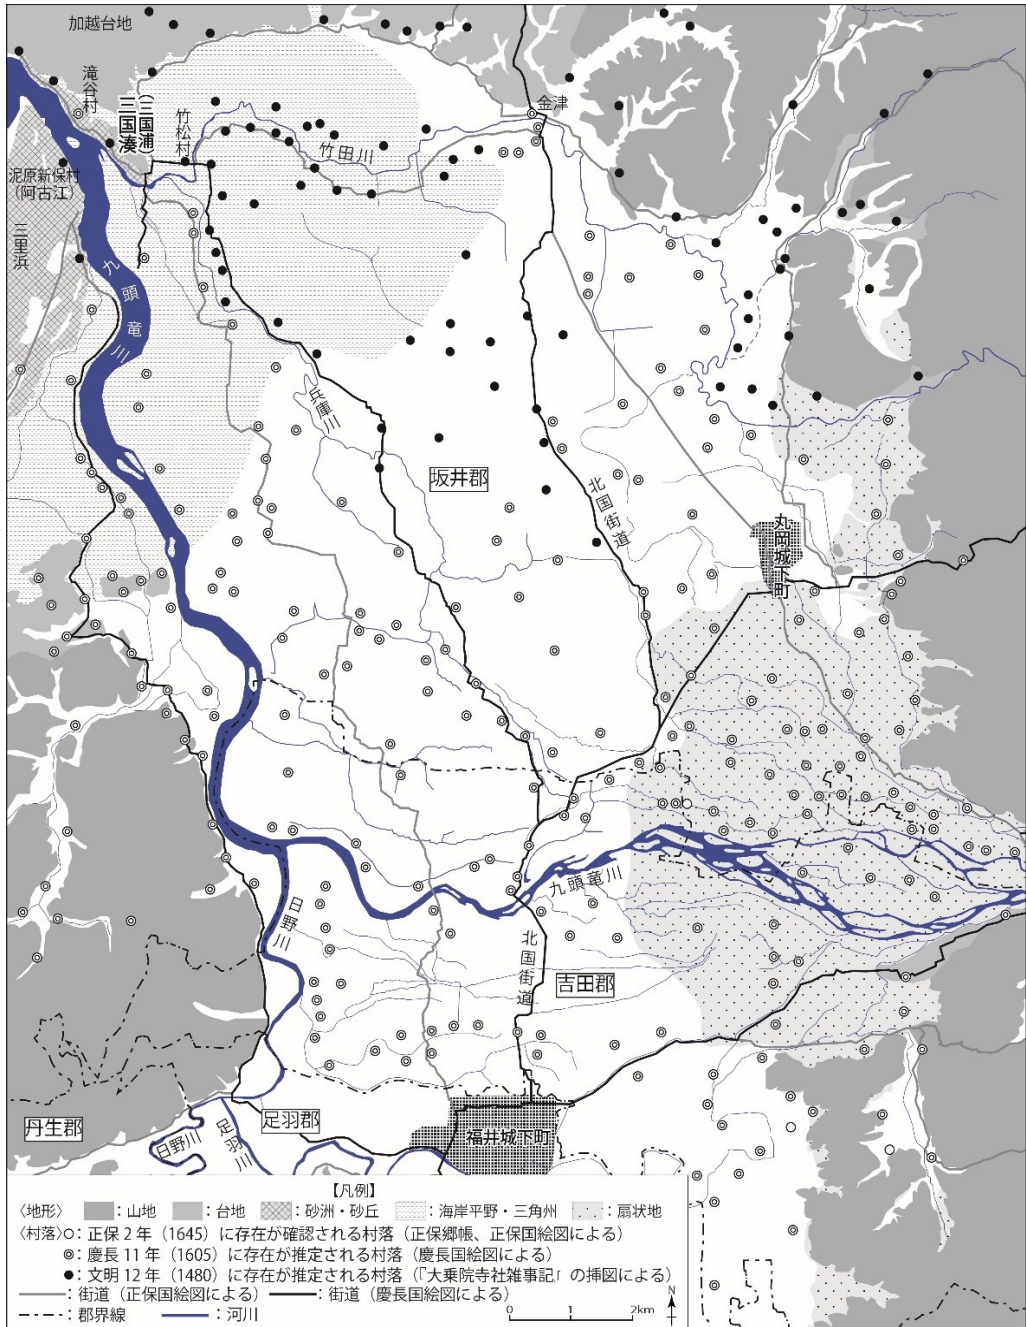 加越台地
滝谷村
三国湊
(三国浦
竹松村
竹田川
金津
泥原新保村
(阿古江)
三里浜
九頭竜川
兵庫川
坂井郡
北国街道
丸岡城下町
九頭竜川
日野川
北国街道
吉田郡
丹生郡
足羽郡
日野川
足羽川
福井城下町
【凡例】
〈地形〉 :山地 :台地 :砂洲・砂丘 :海岸平野・三角州 :扇状地
〈村落〉○:正保2年(1645)に存在が確認される村落(正保郷帳、正保国絵図による)
◎:慶長11年(1605)に存在が推定される村落(慶長国絵図による)
●:文明12年(1480)に存在が推定される村落(『大乗院寺社雑事記』の挿図による)
:街道(正保国絵図による) :街道(慶長国絵図による)
:郡界線 :河川
0 1 2km
N